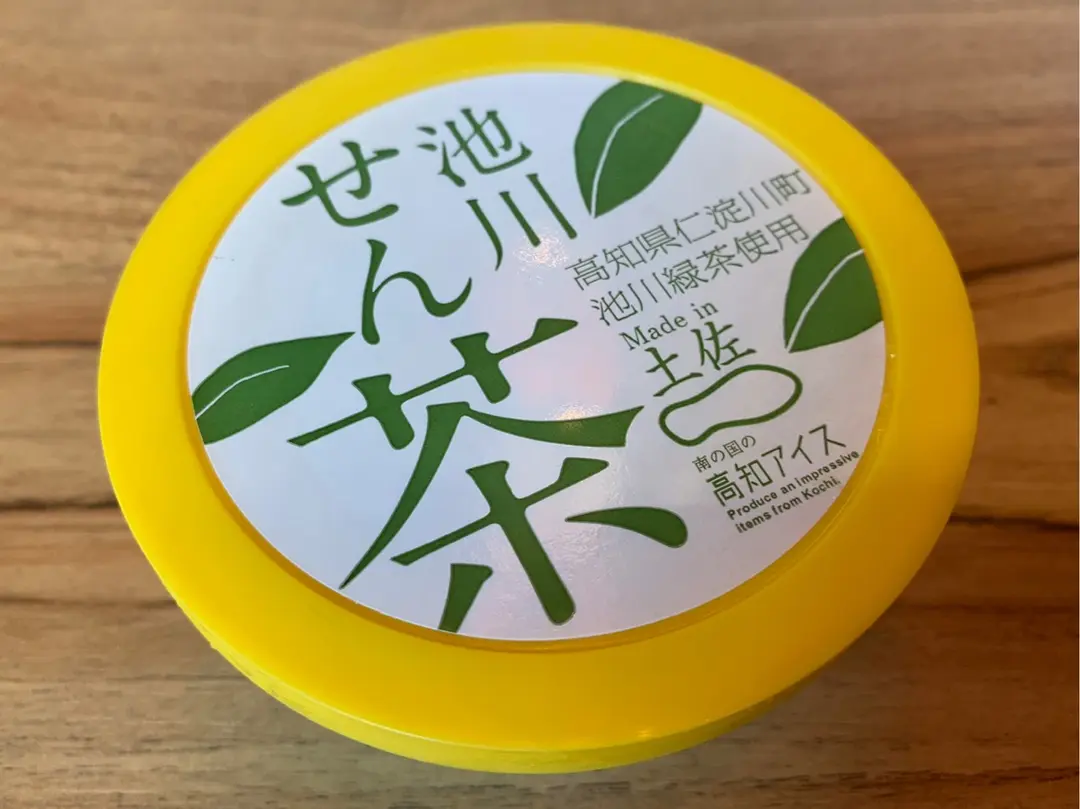 池川
せん
茶
高知県仁淀川町
池川緑茶使用
Made in
土佐
南の国の
高知アイス
Produce an impressive
items from Kochi.